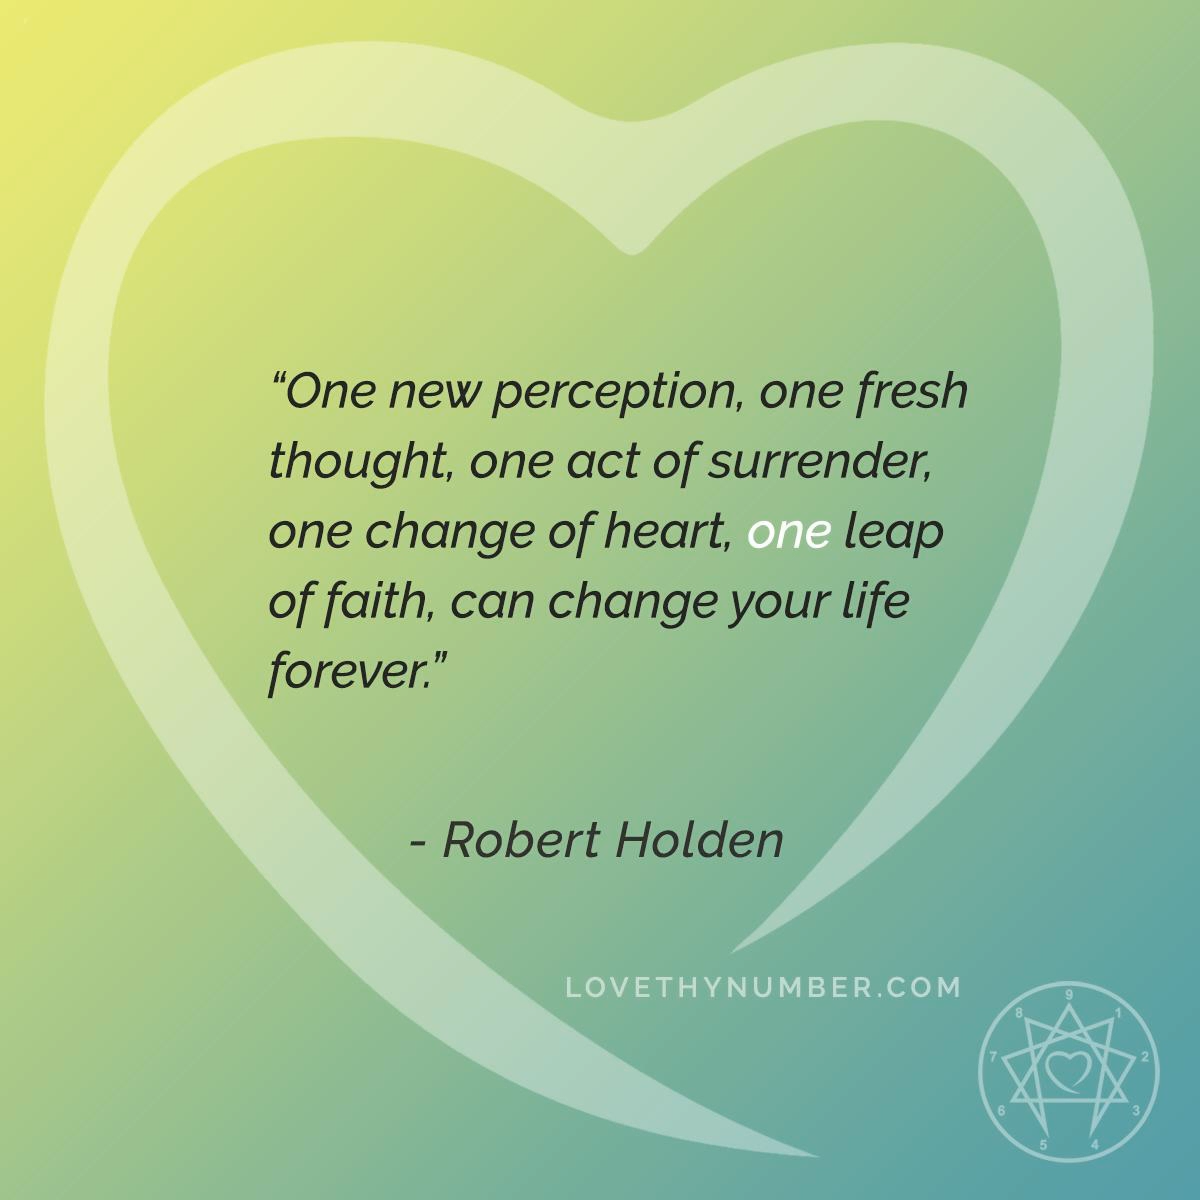 “One new perception, one fresh
thought, one act of surrender,
one change of heart, one leap
of faith, can change your life
forever.”
- Robert Holden
LOVETHYNUMBER.COM
9
8
1
7
2
6
3
5
4